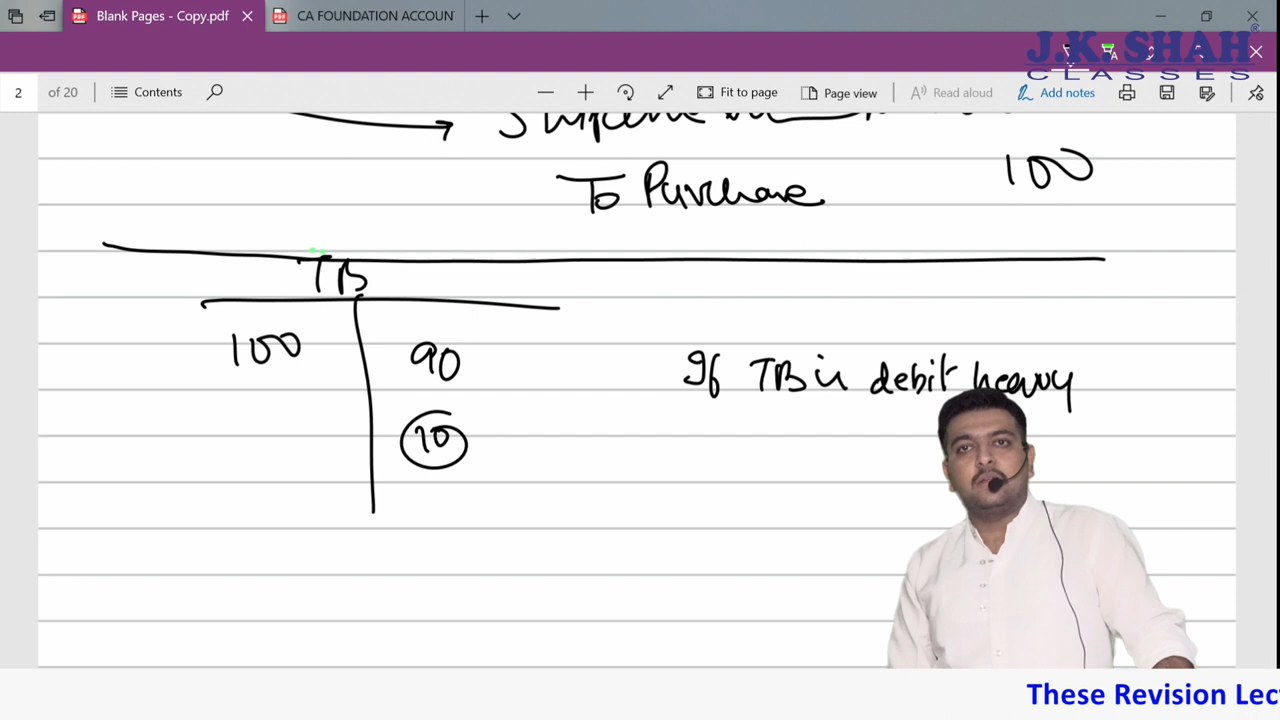 Blank Pages - Copy.pdf
CA FOUNDATION ACCOUN
J.K. SHAH®
CLASSES
2 of 20
Contents
Fit to page
Page view
Read aloud
Add notes
To Purchase 100
TB
100 90
10
If TB is debit heavy
These Revision Lec